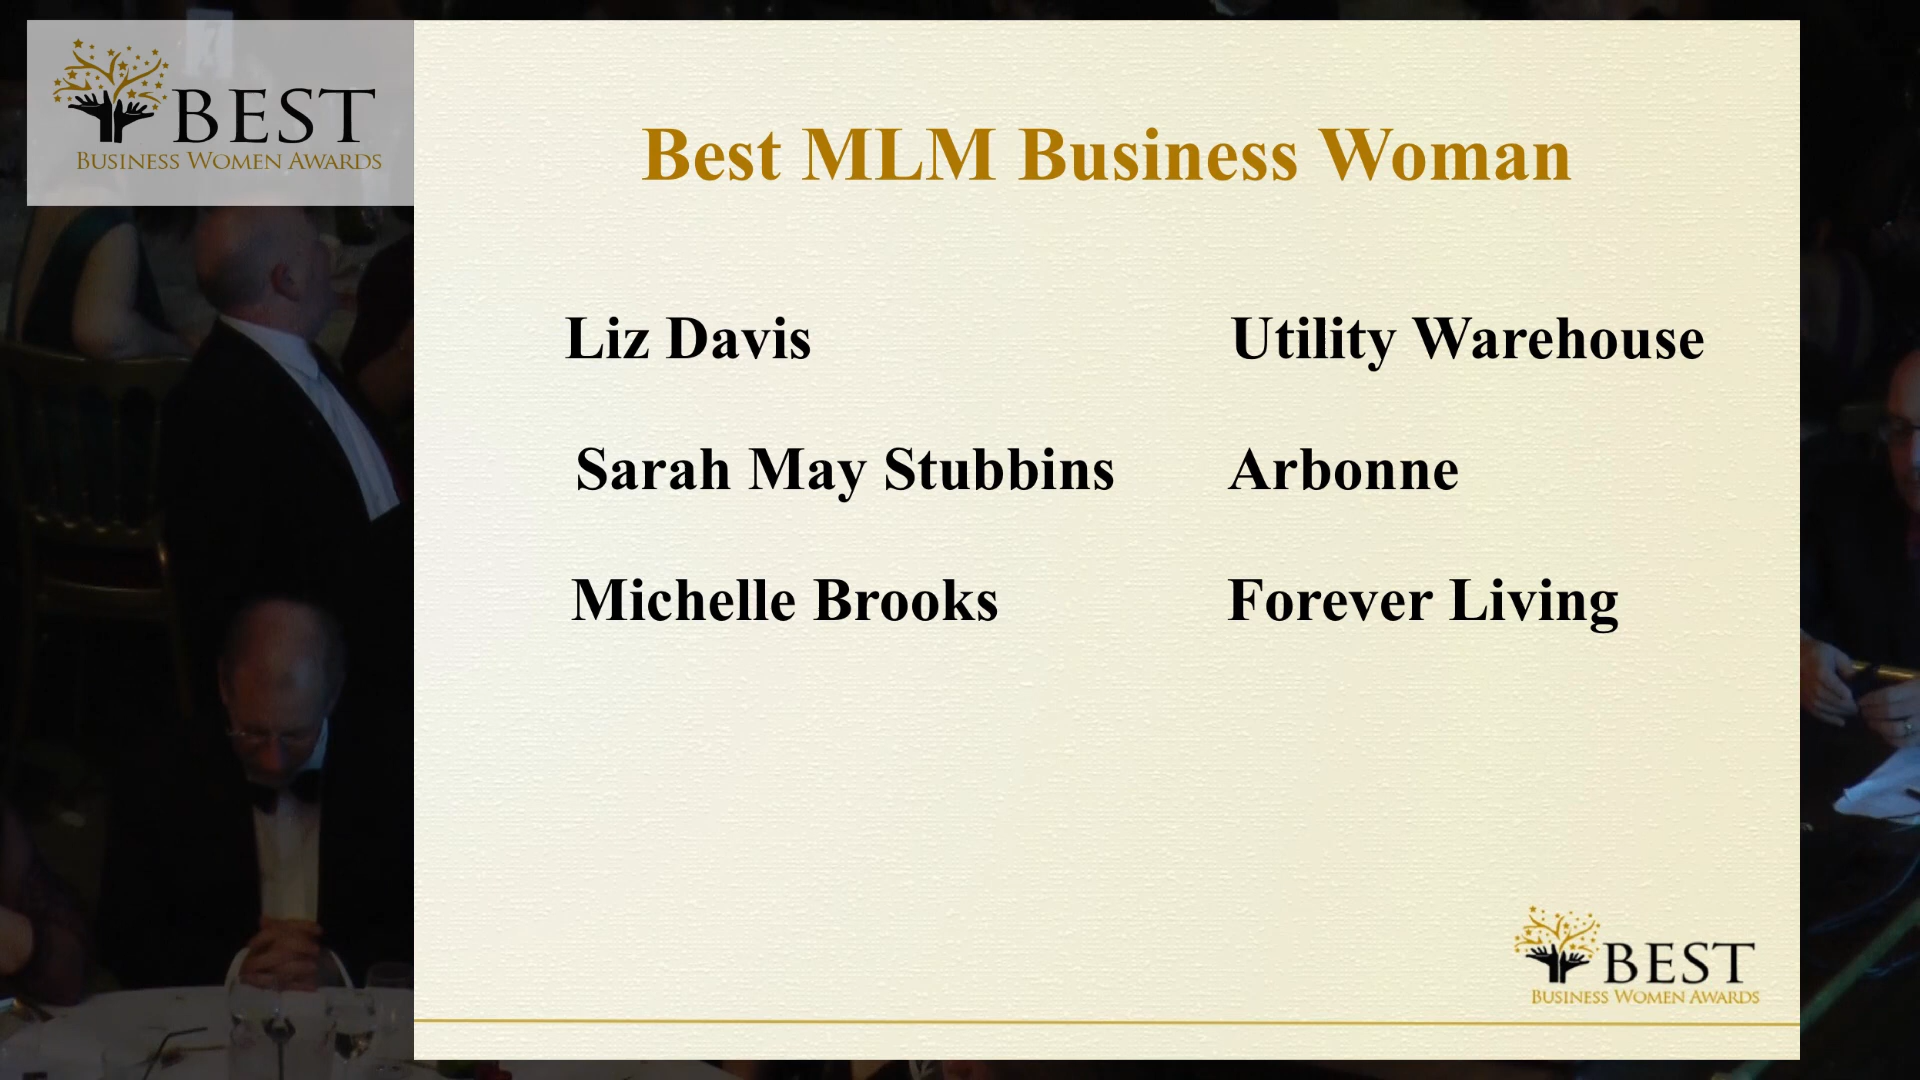 BEST
BUSINESS WOMEN AWARDS
Best MLM Business Woman
Liz Davis Utility Warehouse
Sarah May Stubbins Arbonne
Michelle Brooks Forever Living
BEST
BUSINESS WOMEN AWARDS